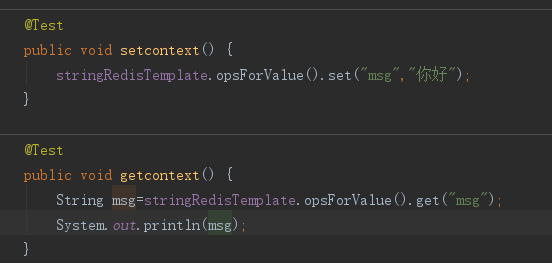 @Test
public void setcontext() {
    stringRedisTemplate.opsForValue().set("msg","你好");
}
@Test
public void getcontext() {
    String msg=stringRedisTemplate.opsForValue().get("msg");
    System.out.println(msg);
}